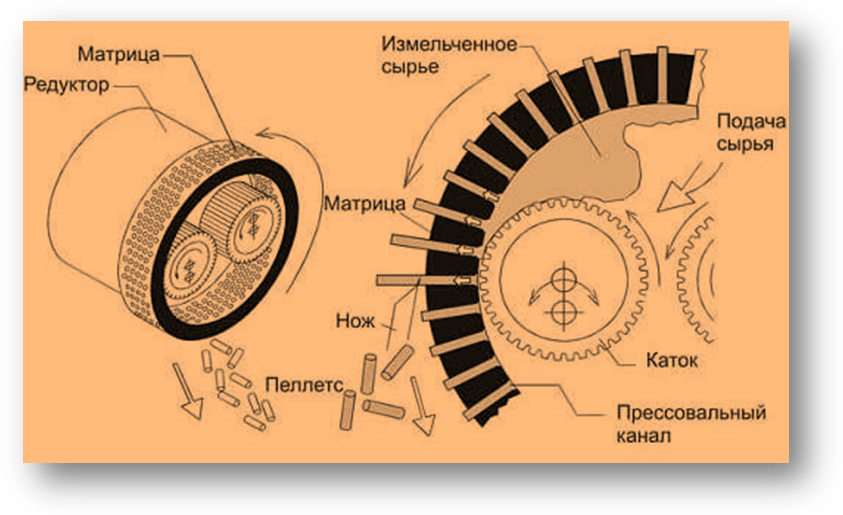 Матрица
Редуктор
Измельченное
сырье
Подача
сырья
Матрица
Нож
Пеллетс
Каток
Прессовальный
канал